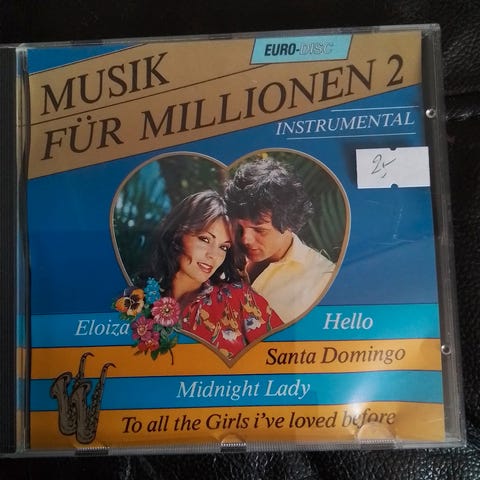 EURO-DISC
MUSIK
FÜR MILLIONEN 2
INSTRUMENTAL
2,-
Eloiza
Hello
Santa Domingo
Midnight Lady
To all the Girls i've loved before